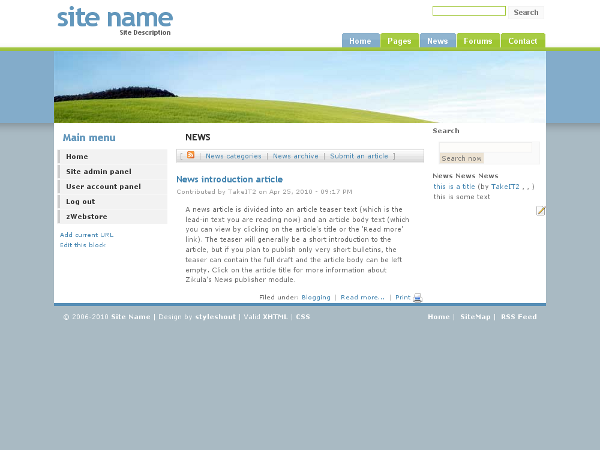 site name
Site Description
Search
Home Pages News Forums Contact
Main menu
Home
Site admin panel
User account panel
Log out
zWebstore
Add current URL
Edit this block
NEWS
[ | News categories | News archive | Submit an article ]
News introduction article
Contributed by TakeIT2 on Apr 25, 2010 - 09:17 PM
A news article is divided into an article teaser text (which is the
lead-in text you are reading now) and an article body text (which
you can view by clicking on the article's title or the 'Read more'
link). The teaser will generally be a short introduction to the
article, but if you plan to publish only very short bulletins, the
teaser can contain the full draft and the article body can be left
empty. Click on the article title for more information about
Zikula's News publisher module.
Filed under: Blogging | Read more... | Print
Search
Search now
News News News
this is a title (by TakeIT2 , , )
this is some text
© 2006-2010 Site Name | Design by styleshout | Valid XHTML | CSS
Home | SiteMap | RSS Feed